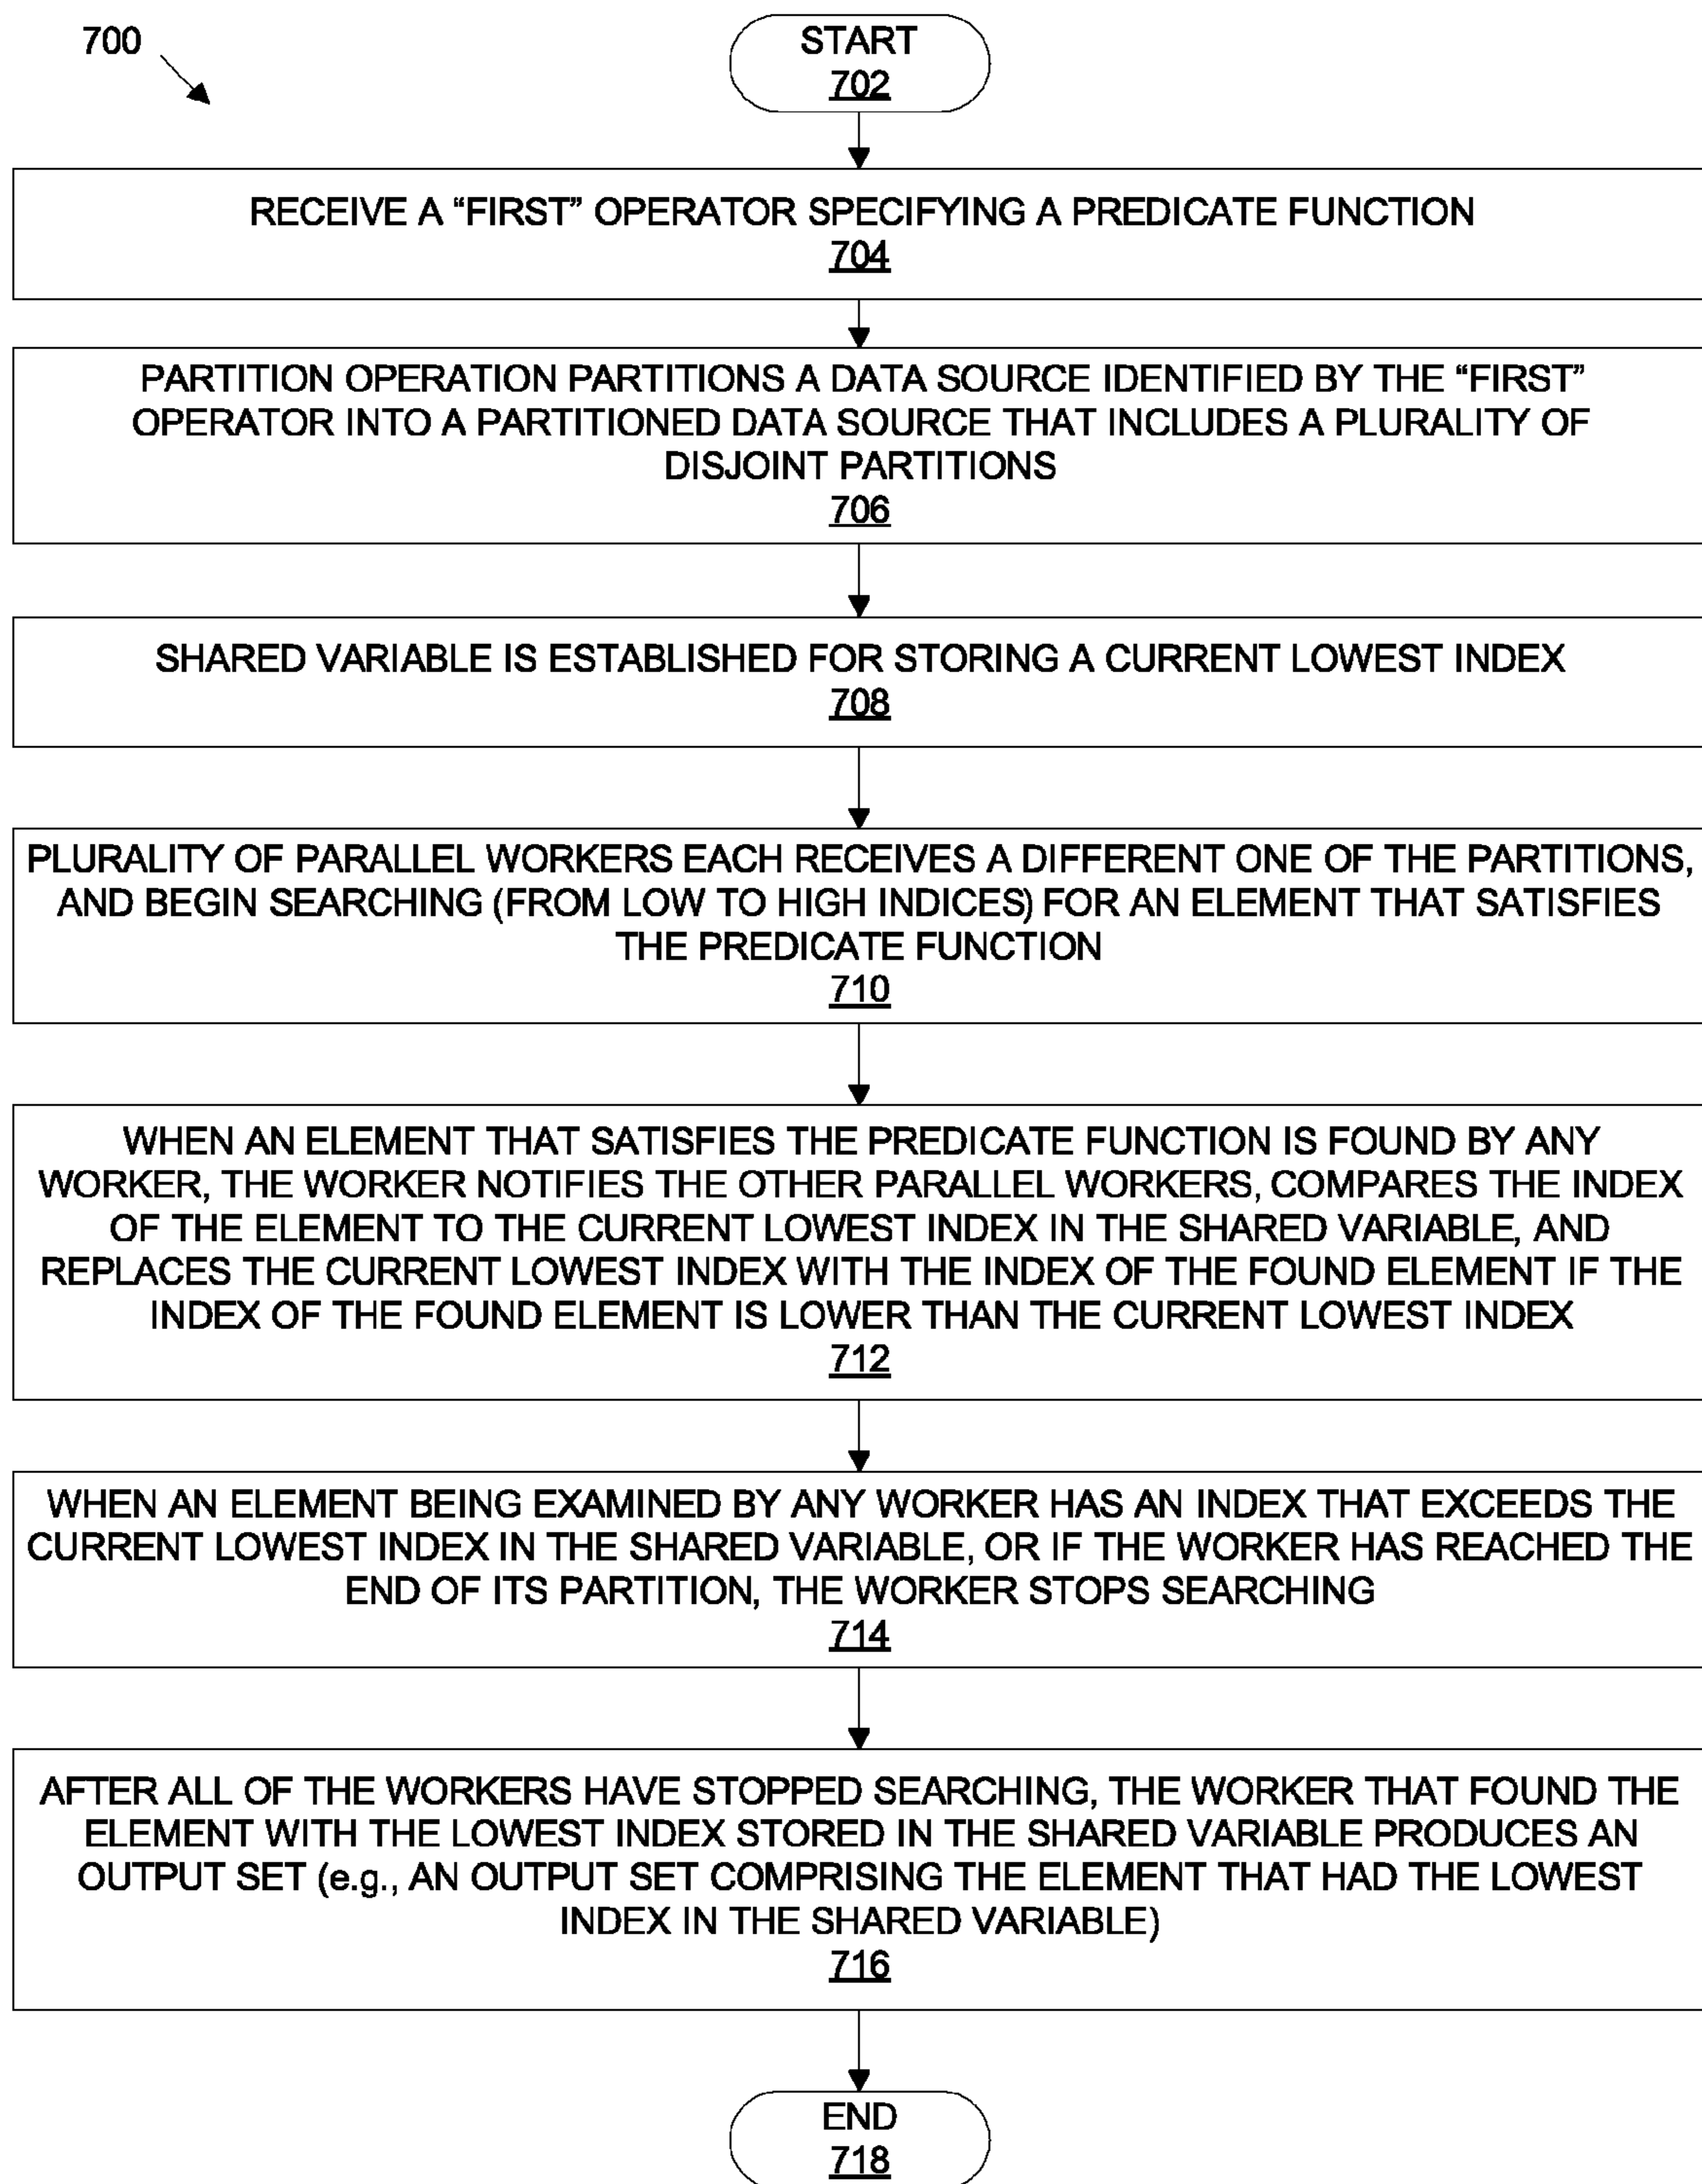 700
START
702
RECEIVE A “FIRST” OPERATOR SPECIFYING A PREDICATE FUNCTION
704
PARTITION OPERATION PARTITIONS A DATA SOURCE IDENTIFIED BY THE “FIRST”
OPERATOR INTO A PARTITIONED DATA SOURCE THAT INCLUDES A PLURALITY OF
DISJOINT PARTITIONS
706
SHARED VARIABLE IS ESTABLISHED FOR STORING A CURRENT LOWEST INDEX
708
PLURALITY OF PARALLEL WORKERS EACH RECEIVES A DIFFERENT ONE OF THE PARTITIONS,
AND BEGIN SEARCHING (FROM LOW TO HIGH INDICES) FOR AN ELEMENT THAT SATISFIES
THE PREDICATE FUNCTION
710
WHEN AN ELEMENT THAT SATISFIES THE PREDICATE FUNCTION IS FOUND BY ANY
WORKER, THE WORKER NOTIFIES THE OTHER PARALLEL WORKERS, COMPARES THE INDEX
OF THE ELEMENT TO THE CURRENT LOWEST INDEX IN THE SHARED VARIABLE, AND
REPLACES THE CURRENT LOWEST INDEX WITH THE INDEX OF THE FOUND ELEMENT IF THE
INDEX OF THE FOUND ELEMENT IS LOWER THAN THE CURRENT LOWEST INDEX
712
WHEN AN ELEMENT BEING EXAMINED BY ANY WORKER HAS AN INDEX THAT EXCEEDS THE
CURRENT LOWEST INDEX IN THE SHARED VARIABLE, OR IF THE WORKER HAS REACHED THE
END OF ITS PARTITION, THE WORKER STOPS SEARCHING
714
AFTER ALL OF THE WORKERS HAVE STOPPED SEARCHING, THE WORKER THAT FOUND THE
ELEMENT WITH THE LOWEST INDEX STORED IN THE SHARED VARIABLE PRODUCES AN
OUTPUT SET (e.g., AN OUTPUT SET COMPRISING THE ELEMENT THAT HAD THE LOWEST
INDEX IN THE SHARED VARIABLE)
716
END
718